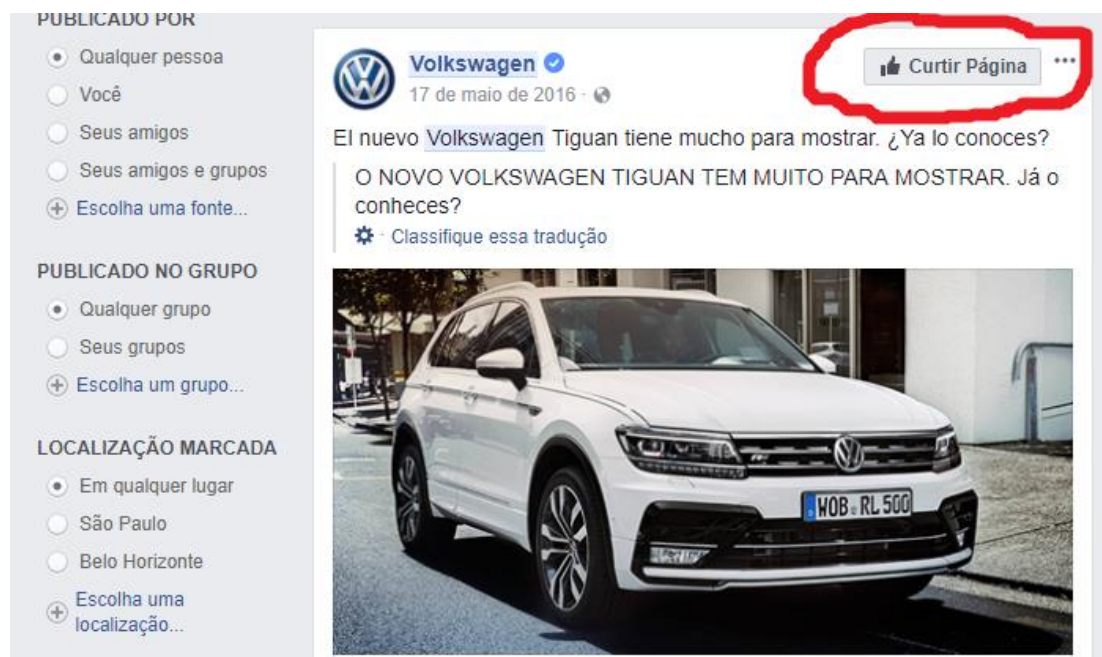 PUBLICADO POR
Qualquer pessoa
Você
Seus amigos
Seus amigos e grupos
Escolha uma fonte...
PUBLICADO NO GRUPO
Qualquer grupo
Seus grupos
Escolha um grupo...
LOCALIZAÇÃO MARCADA
Em qualquer lugar
São Paulo
Belo Horizonte
Escolha uma
localização...
Volkswagen
Curtir Página
17 de maio de 2016 ·
El nuevo Volkswagen Tiguan tiene mucho para mostrar. ¿Ya lo conoces?
O NOVO VOLKSWAGEN TIGUAN TEM MUITO PARA MOSTRAR. Já o
conheces?
· Classifique essa tradução
WOB RL 500